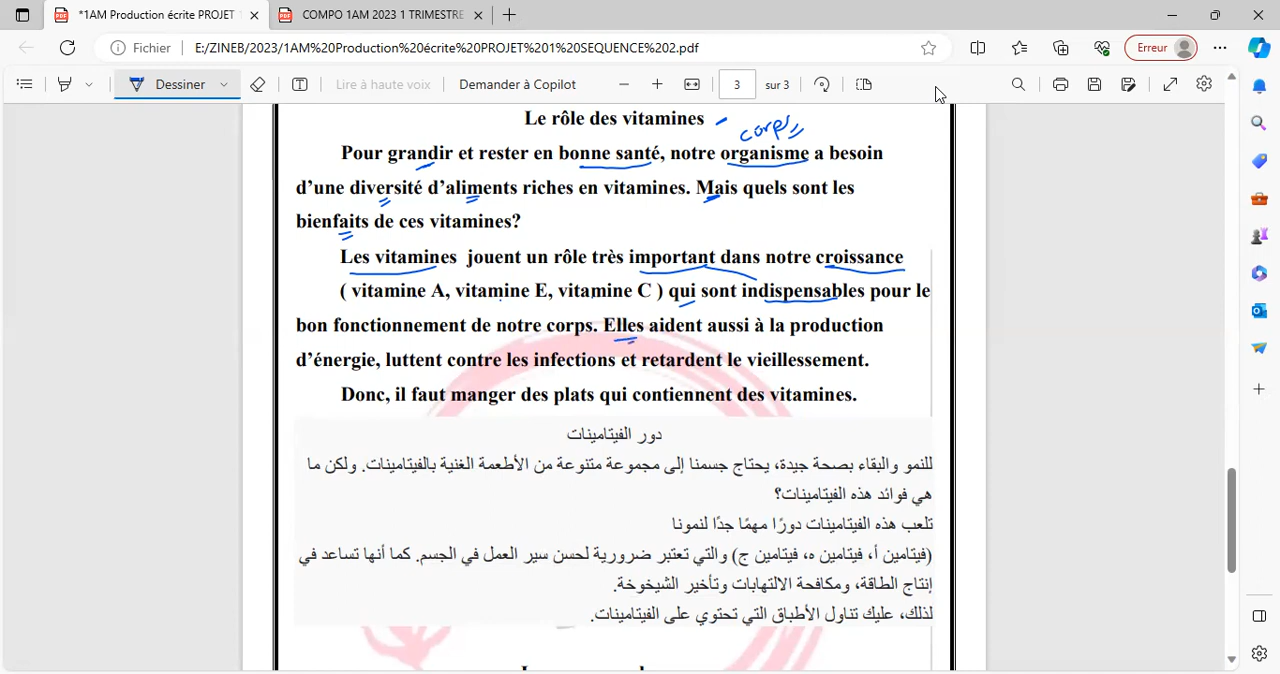 *1AM Production écrite PROJET 1
COMPO 1AM 2023 1 TRIMESTRE
Fichier
E:/ZINEB/2023/1AM%20Production%20écrite%20PROJET%201%20SEQUENCE%202.pdf
Erreur
Dessiner
Lire à haute voix
Demander à Copilot
3
sur 3
Le rôle des vitamines
corps
Pour grandir et rester en bonne santé, notre organisme a besoin
d’une diversité d’aliments riches en vitamines. Mais quels sont les
bienfaits de ces vitamines?
Les vitamines jouent un rôle très important dans notre croissance
( vitamine A, vitamine E, vitamine C ) qui sont indispensables pour le
bon fonctionnement de notre corps. Elles aident aussi à la production
d’énergie, luttent contre les infections et retardent le vieillessement.
Donc, il faut manger des plats qui contiennent des vitamines.
دور الفيتامينات
للنمو والبقاء بصحة جيدة، يحتاج جسمنا إلى مجموعة متنوعة من الأطعمة الغنية بالفيتامينات. ولكن ما
هي فوائد هذه الفيتامينات؟
تلعب هذه الفيتامينات دورًا مهمًا جدًا لنمونا
(فيتامين أ، فيتامين ه، فيتامين ج) والتي تعتبر ضرورية لحسن سير العمل في الجسم. كما أنها تساعد في
إنتاج الطاقة، ومكافحة الالتهابات وتأخير الشيخوخة.
لذلك، عليك تناول الأطباق التي تحتوي على الفيتامينات.